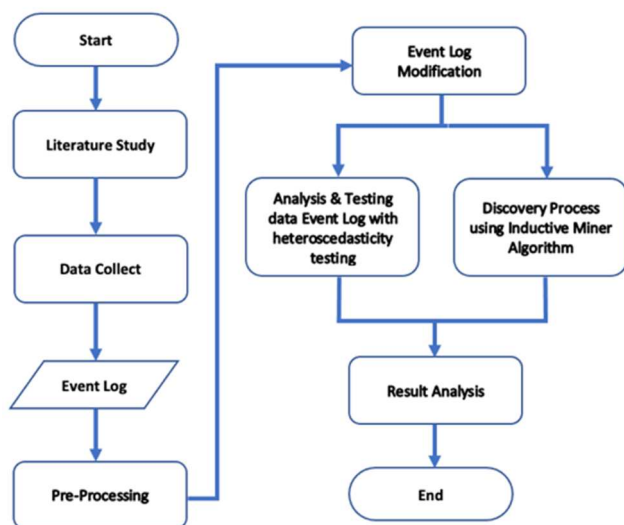 Start
Literature Study
Data Collect
Event Log
Pre-Processing
Event Log
Modification
Analysis & Testing
data Event Log with
heteroscedasticity
testing
Discovery Process
using Inductive Miner
Algorithm
Result Analysis
End